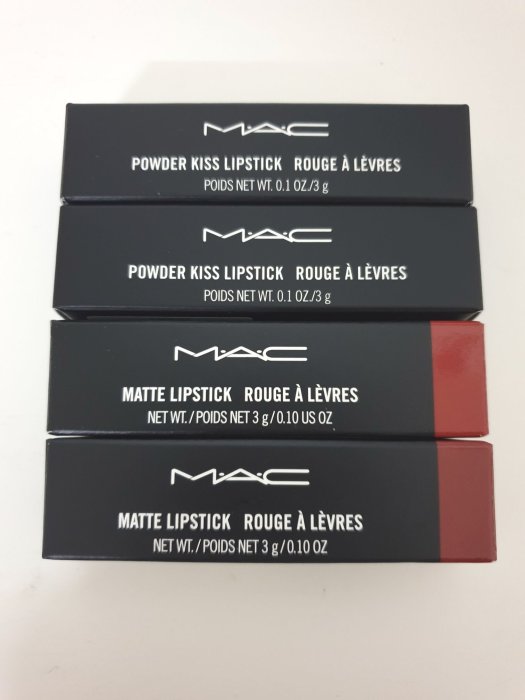 M·A·C
POWDER KISS LIPSTICK ROUGE À LÈVRES
POIDS NET WT. 0.1 OZ./3 g
M·A·C
POWDER KISS LIPSTICK ROUGE À LÈVRES
POIDS NET WT. 0.1 OZ./3 g
M·A·C
MATTE LIPSTICK ROUGE À LÈVRES
NET WT. / POIDS NET 3 g / 0.10 US OZ
M·A·C
MATTE LIPSTICK ROUGE À LÈVRES
NET WT. / POIDS NET 3 g / 0.10 OZ